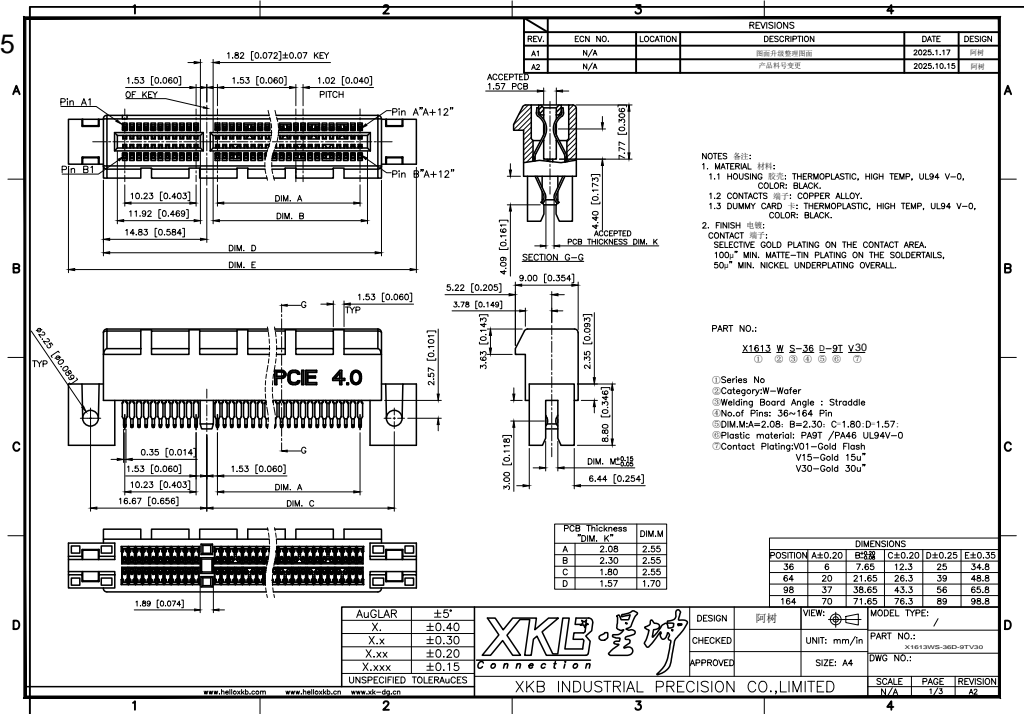 5
1
2
3
4
A
B
C
D
REVISIONS
REV. ECN NO. LOCATION DESCRIPTION DATE DESIGN
A1 N/A 图面升级整理图面 2025.1.17 阿树
A2 N/A 产品料号变更 2025.10.15 阿树
1.82 [0.072]±0.07 KEY
1.53 [0.060] 1.53 [0.060] 1.02 [0.040]
OF KEY PITCH
Pin A1 Pin A"A+12"
Pin B1 Pin B"A+12"
10.23 [0.403] DIM. A
11.92 [0.469] DIM. B
14.83 [0.584]
DIM. D
DIM. E
ACCEPTED
1.57 PCB
7.77 [0.306]
4.40 [0.173]
4.09 [0.161]
ACCEPTED
PCB THICKNESS DIM. K
SECTION G-G
NOTES 备注:
1. MATERIAL 材料:
1.1 HOUSING 胶壳: THERMOPLASTIC, HIGH TEMP, UL94 V-0,
COLOR: BLACK.
1.2 CONTACTS 端子: COPPER ALLOY.
1.3 DUMMY CARD 卡: THERMOPLASTIC, HIGH TEMP, UL94 V-0,
COLOR: BLACK.
2. FINISH 电镀:
CONTACT 端子:
SELECTIVE GOLD PLATING ON THE CONTACT AREA.
100µ" MIN. MATTE-TIN PLATING ON THE SOLDERTAILS,
50µ" MIN. NICKEL UNDERPLATING OVERALL.
G 1.53 [0.060]
TYP
ø2.25 [ø0.089]
TYP
PCIE 4.0
2.57 [0.101]
G
0.35 [0.014]
1.53 [0.060] 1.53 [0.060]
10.23 [0.403] DIM. A
16.67 [0.656] DIM. C
9.00 [0.354]
5.22 [0.205]
3.78 [0.149]
3.63 [0.143]
2.35 [0.093]
8.80 [0.346]
3.00 [0.118]
DIM. M+0.15 -0.05
6.44 [0.254]
PART NO.:
X1613 W S-36 D-9T V30
① ② ③ ④ ⑤ ⑥ ⑦
①Series No
②Category:W-Wafer
③Welding Board Angle : Straddle
④No.of Pins: 36~164 Pin
⑤DIM.M:A=2.08; B=2.30; C-1.80;D-1.57;
⑥Plastic material: PA9T /PA46 UL94V-0
⑦Contact Plating:V01-Gold Flash
V15-Gold 15u"
V30-Gold 30u"
1.89 [0.074]
PCB Thickness "DIM. K" DIM.M
A 2.08 2.55
B 2.30 2.55
C 1.80 2.55
D 1.57 1.70
DIMENSIONS
POSITION A±0.20 C±0.20 D±0.25 E±0.35
36 6 7.65 12.3 25 34.8
64 20 21.65 26.3 39 48.8
98 37 38.65 43.3 56 65.8
164 70 71.65 76.3 89 98.8
AuGLAR ±5°
X. ±0.40
X.x ±0.30
X.xx ±0.20
X.xxx ±0.15
UNSPECIFIED TOLERAuCES
XKB 星坤
Connection
XKB INDUSTRIAL PRECISION CO.,LIMITED
DESIGN 阿树
CHECKED
APPROVED
VIEW:
UNIT: mm/in
SIZE: A4
MODEL TYPE:
/
PART NO.:
X1613WS-36D-9TV30
DWG NO.:
SCALE PAGE REVISION
N/A 1/3 A2
www.helloxkb.com www.helloxkb.cn www.xk-dg.cn
1
2
3
4
A
B
C
D